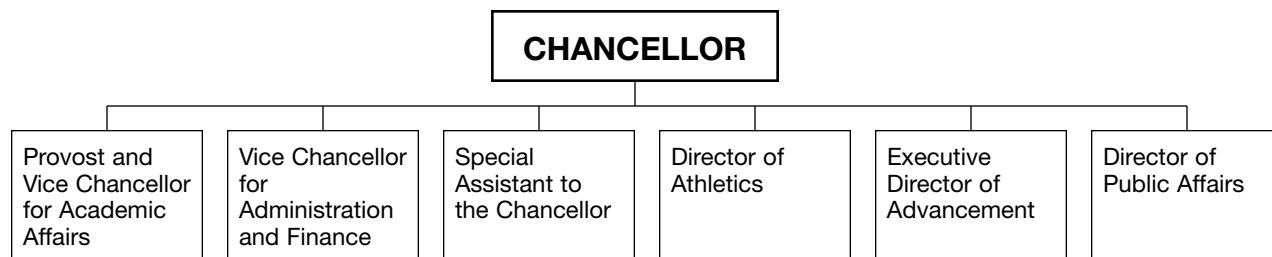 CHANCELLOR
Provost and
Vice Chancellor
for Academic
Affairs
Vice Chancellor
for
Administration
and Finance
Special
Assistant to
the Chancellor
Director of
Athletics
Executive
Director of
Advancement
Director of
Public Affairs